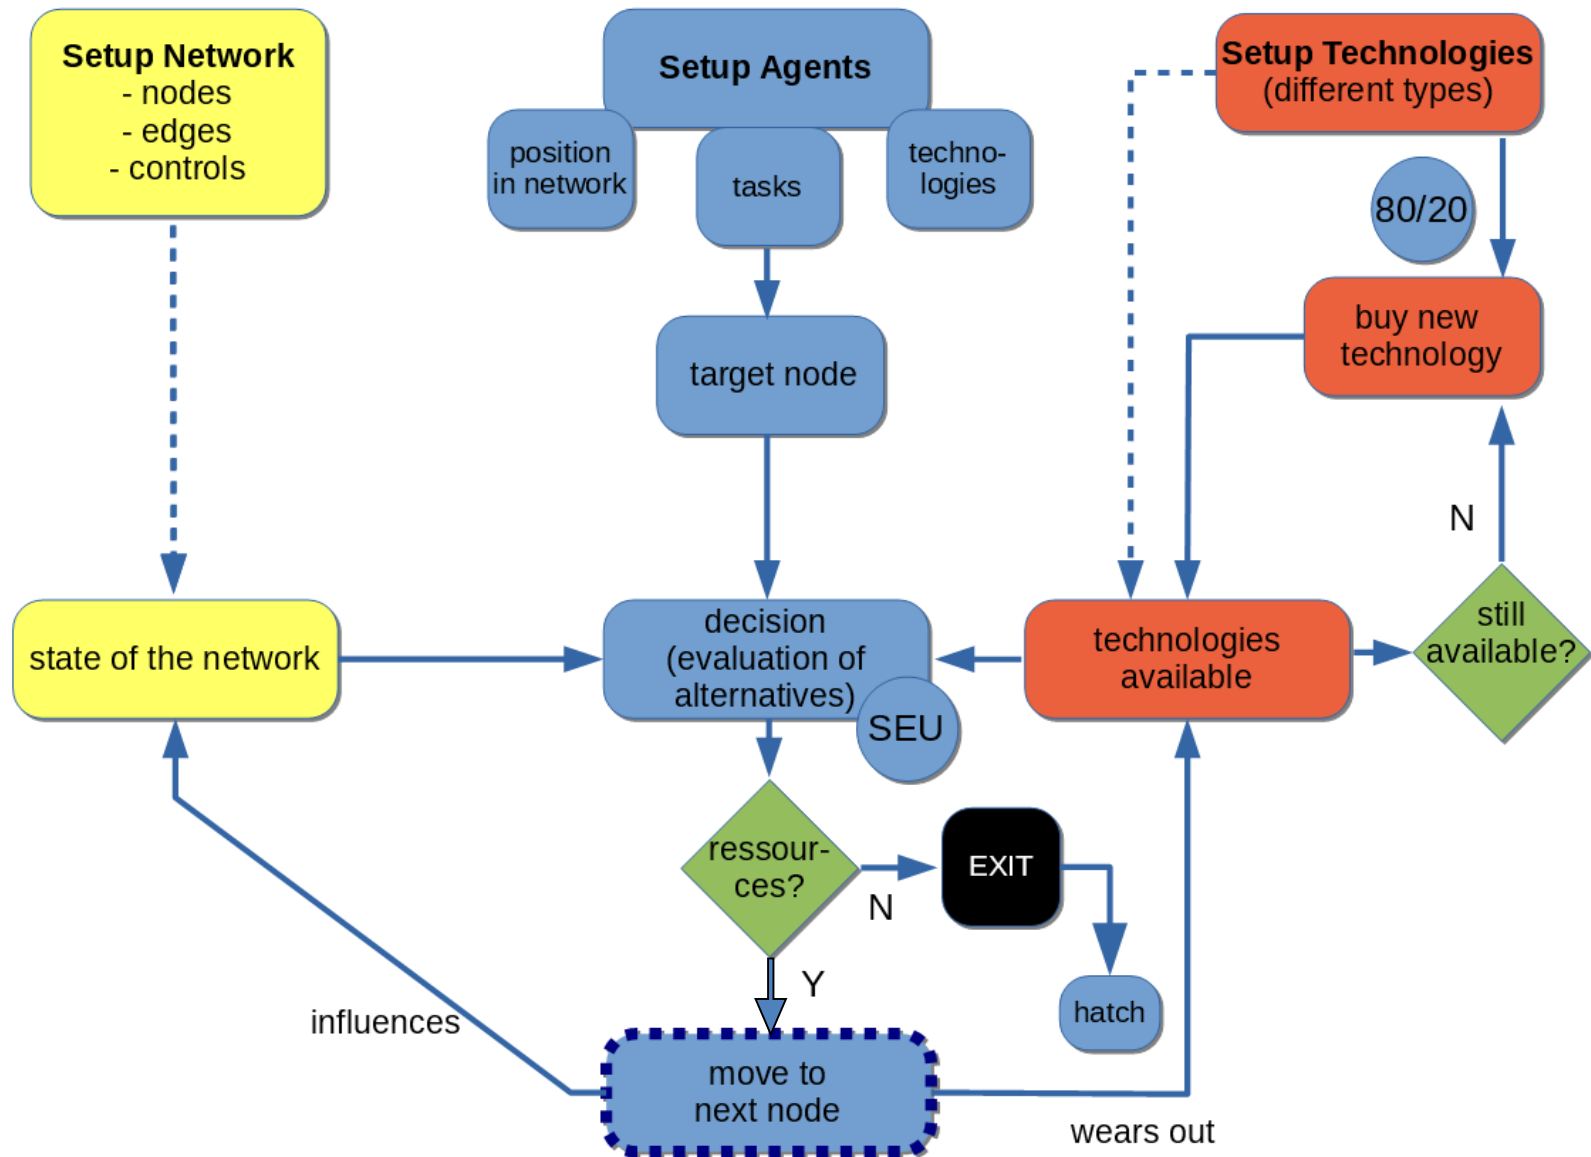 Setup Network
- nodes
- edges
- controls
Setup Agents
position
in network
tasks
techno-
logies
Setup Technologies
(different types)
80/20
buy new
technology
target node
N
still
available?
state of the network
decision
(evaluation of
alternatives)
SEU
technologies
available
ressour-
ces?
N
EXIT
Y
hatch
influences
move to
next node
wears out